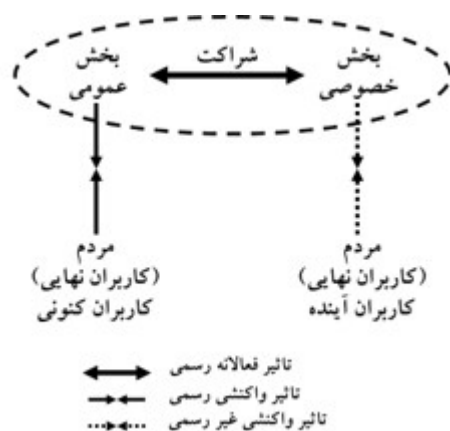 بخش خصوصی
شراکت
بخش عمومی
مردم
(کاربران نهایی)
کاربران آینده
مردم
(کاربران نهایی)
کاربران کنونی
تاثیر فعالانه رسمی
تاثیر واکنشی رسمی
تاثیر واکنشی غیر رسمی